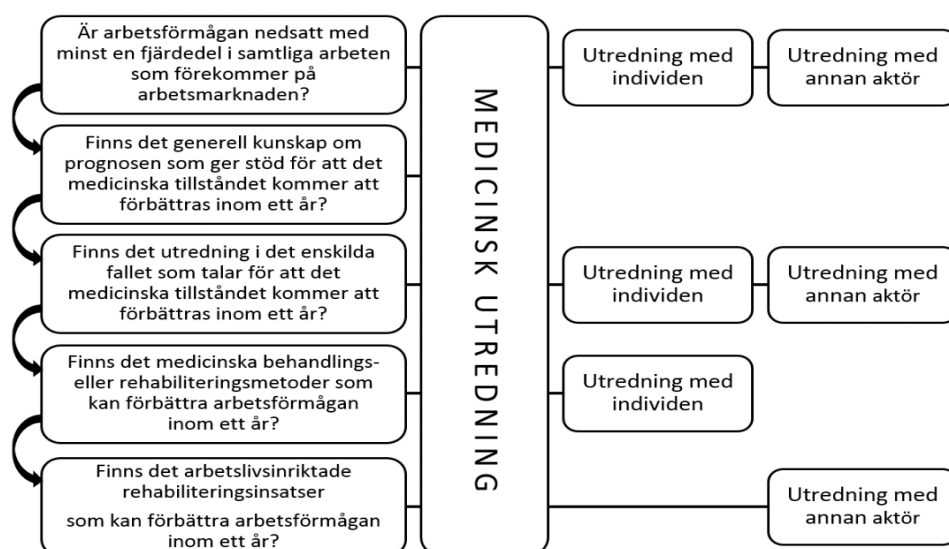 Är arbetsförmågan nedsatt med
minst en fjärdedel i samtliga arbeten
som förekommer på
arbetsmarknaden?
Finns det generell kunskap om
prognosen som ger stöd för att det
medicinska tillståndet kommer att
förbättras inom ett år?
Finns det utredning i det enskilda
fallet som talar för att det
medicinska tillståndet kommer att
förbättras inom ett år?
Finns det medicinska behandlings-
eller rehabiliteringsmetoder som
kan förbättra arbetsförmågan
inom ett år?
Finns det arbetslivsinriktade
rehabiliteringsinsatser
som kan förbättra arbetsförmågan
inom ett år?
MEDICINSK UTREDNING
Utredning med
individen
Utredning med
annan aktör
Utredning med
individen
Utredning med
annan aktör
Utredning med
individen
Utredning med
annan aktör